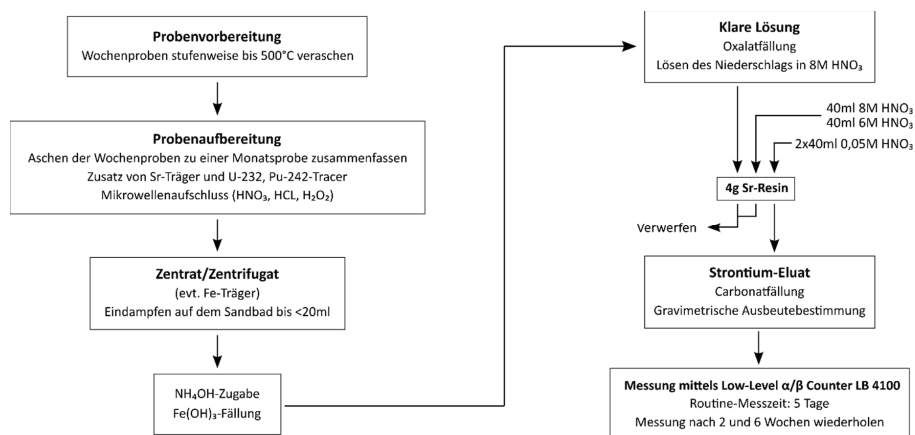 Probenvorbereitung
Wochenproben stufenweise bis 500°C veraschen
Probenaufbereitung
Aschen der Wochenproben zu einer Monatsprobe zusammenfassen
Zusatz von Sr-Träger und U-232, Pu-242-Tracer
Mikrowellenaufschluss (HNO₃, HCL, H₂O₂)
Zentrat/Zentrifugat
(evt. Fe-Träger)
Eindampfen auf dem Sandbad bis <20ml
NH₄OH-Zugabe
Fe(OH)₃-Fällung
Klare Lösung
Oxalatfällung
Lösen des Niederschlags in 8M HNO₃
40ml 8M HNO₃
40ml 6M HNO₃
2x40ml 0,05M HNO₃
4g Sr-Resin
Verwerfen
Strontium-Eluat
Carbonatfällung
Gravimetrische Ausbeutebestimmung
Messung mittels Low-Level α/β Counter LB 4100
Routine-Messzeit: 5 Tage
Messung nach 2 und 6 Wochen wiederholen